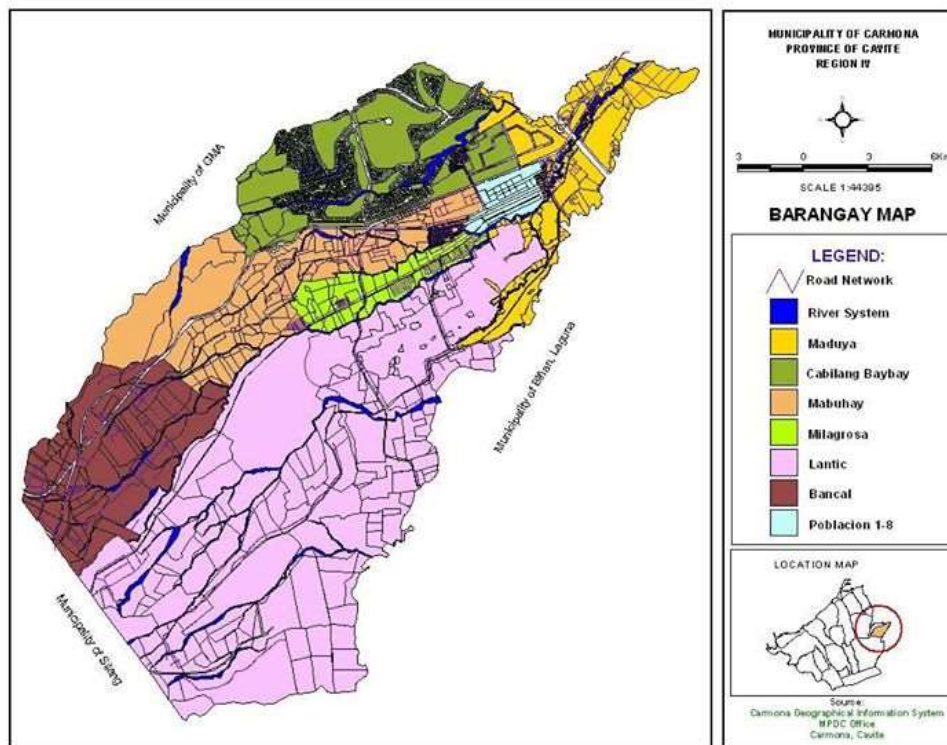 Municipality of GMA
Municipality of Biñan, Laguna
Municipality of Silang
MUNICIPALITY OF CARMONA
PROVINCE OF CAVITE
REGION IV
3 0 3 6Km
SCALE 1:44395
BARANGAY MAP
LEGEND:
Road Network
River System
Maduya
Cabilang Baybay
Mabuhay
Milagrosa
Lantic
Bancal
Poblacion 1-8
LOCATION MAP
Source:
Carmona Geographical Information System
MPDC Office
Carmona, Cavite